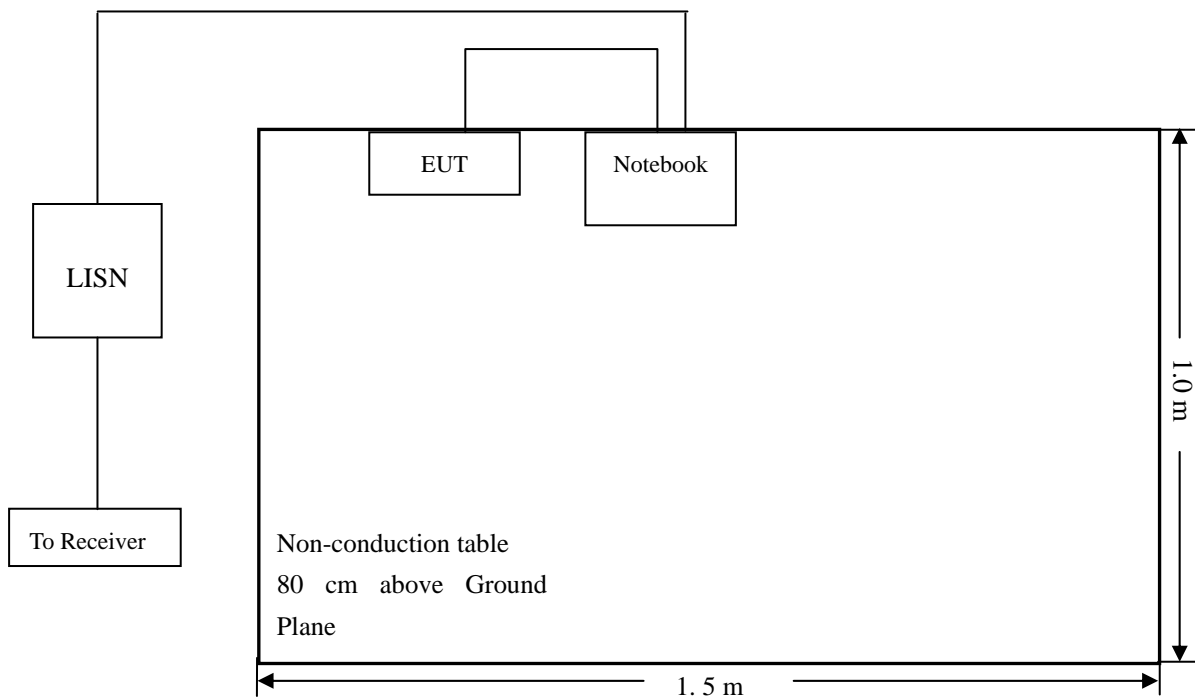 EUT
Notebook
LISN
1.0 m
To Receiver
Non-conduction table
80 cm above Ground
Plane
1. 5 m